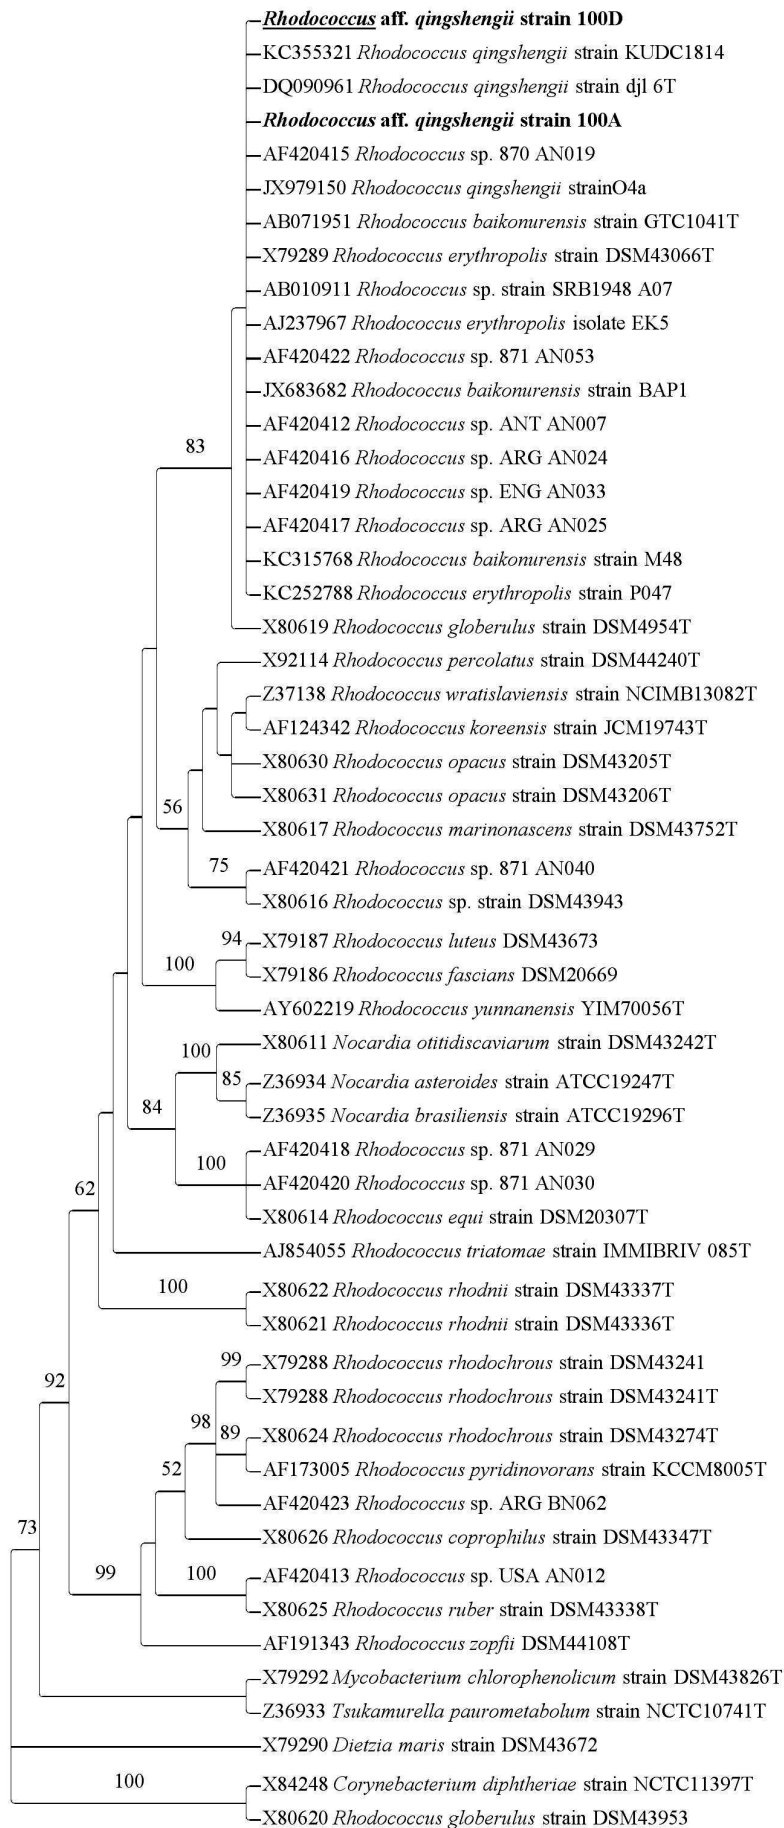 Rhodococcus aff. qingshengii strain 100D
KC355321 Rhodococcus qingshengii strain KUDC1814
DQ090961 Rhodococcus qingshengii strain djl 6T
Rhodococcus aff. qingshengii strain 100A
AF420415 Rhodococcus sp. 870 AN019
JX979150 Rhodococcus qingshengii strainO4a
AB071951 Rhodococcus baikonurensis strain GTC1041T
X79289 Rhodococcus erythropolis strain DSM43066T
AB010911 Rhodococcus sp. strain SRB1948 A07
AJ237967 Rhodococcus erythropolis isolate EK5
AF420422 Rhodococcus sp. 871 AN053
JX683682 Rhodococcus baikonurensis strain BAP1
AF420412 Rhodococcus sp. ANT AN007
83
AF420416 Rhodococcus sp. ARG AN024
AF420419 Rhodococcus sp. ENG AN033
AF420417 Rhodococcus sp. ARG AN025
KC315768 Rhodococcus baikonurensis strain M48
KC252788 Rhodococcus erythropolis strain P047
X80619 Rhodococcus globerulus strain DSM4954T
X92114 Rhodococcus percolatus strain DSM44240T
Z37138 Rhodococcus wratislaviensis strain NCIMB13082T
AF124342 Rhodococcus koreensis strain JCM19743T
X80630 Rhodococcus opacus strain DSM43205T
X80631 Rhodococcus opacus strain DSM43206T
56
X80617 Rhodococcus marinonascens strain DSM43752T
75
AF420421 Rhodococcus sp. 871 AN040
X80616 Rhodococcus sp. strain DSM43943
94
X79187 Rhodococcus luteus DSM43673
100
X79186 Rhodococcus fascians DSM20669
AY602219 Rhodococcus yunnanensis YIM70056T
X80611 Nocardia otitidiscaviarum strain DSM43242T
100
85
Z36934 Nocardia asteroides strain ATCC19247T
84
Z36935 Nocardia brasiliensis strain ATCC19296T
AF420418 Rhodococcus sp. 871 AN029
100
AF420420 Rhodococcus sp. 871 AN030
62
X80614 Rhodococcus equi strain DSM20307T
AJ854055 Rhodococcus triatomae strain IMMIBRIV 085T
100
X80622 Rhodococcus rhodnii strain DSM43337T
X80621 Rhodococcus rhodnii strain DSM43336T
99
X79288 Rhodococcus rhodochrous strain DSM43241
92
X79288 Rhodococcus rhodochrous strain DSM43241T
98
89
X80624 Rhodococcus rhodochrous strain DSM43274T
52
AF173005 Rhodococcus pyridinovorans strain KCCM8005T
AF420423 Rhodococcus sp. ARG BN062
73
X80626 Rhodococcus coprophilus strain DSM43347T
99
100
AF420413 Rhodococcus sp. USA AN012
X80625 Rhodococcus ruber strain DSM43338T
AF191343 Rhodococcus zopfii DSM44108T
X79292 Mycobacterium chlorophenolicum strain DSM43826T
Z36933 Tsukamurella paurometabolum strain NCTC10741T
X79290 Dietzia maris strain DSM43672
100
X84248 Corynebacterium diphtheriae strain NCTC11397T
X80620 Rhodococcus globerulus strain DSM43953